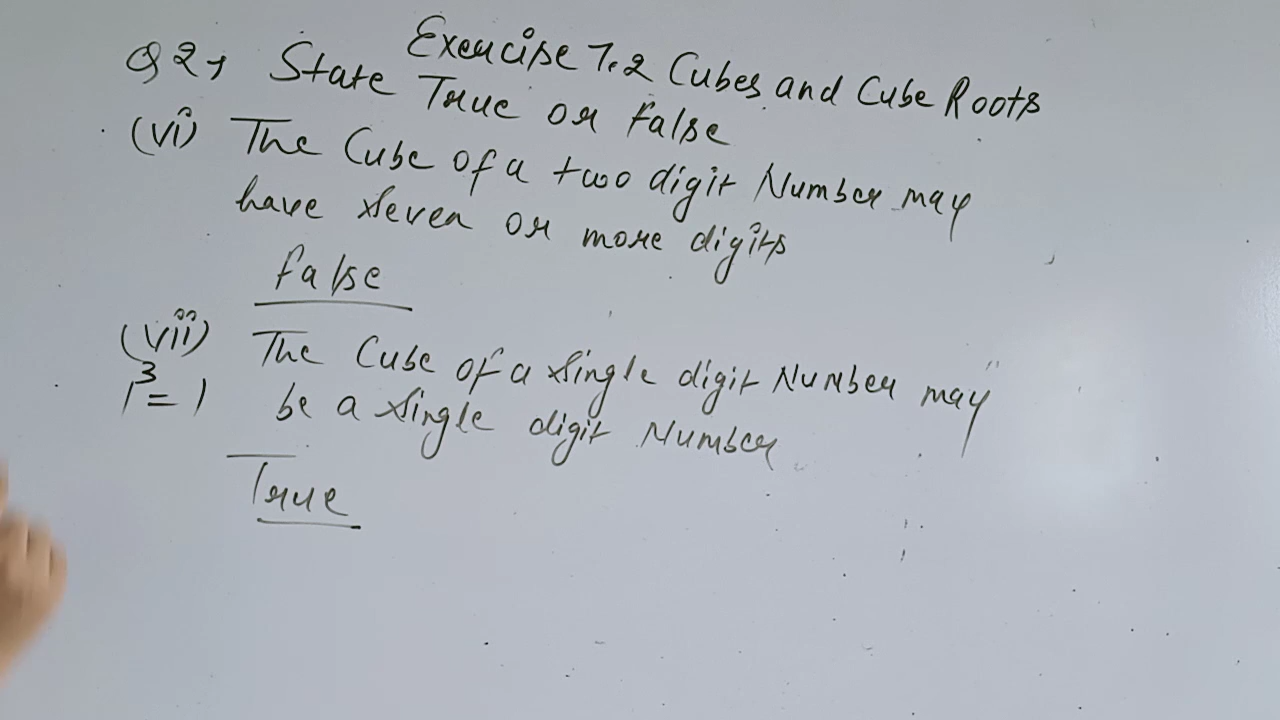 Exercise 7.2 Cubes and Cube Roots
Q2, State True or False
(vi) The Cube of a two digit Number may
have seven or more digits
False
(vii) The Cube of a single digit Number may
1³ = 1 be a single digit Number
True